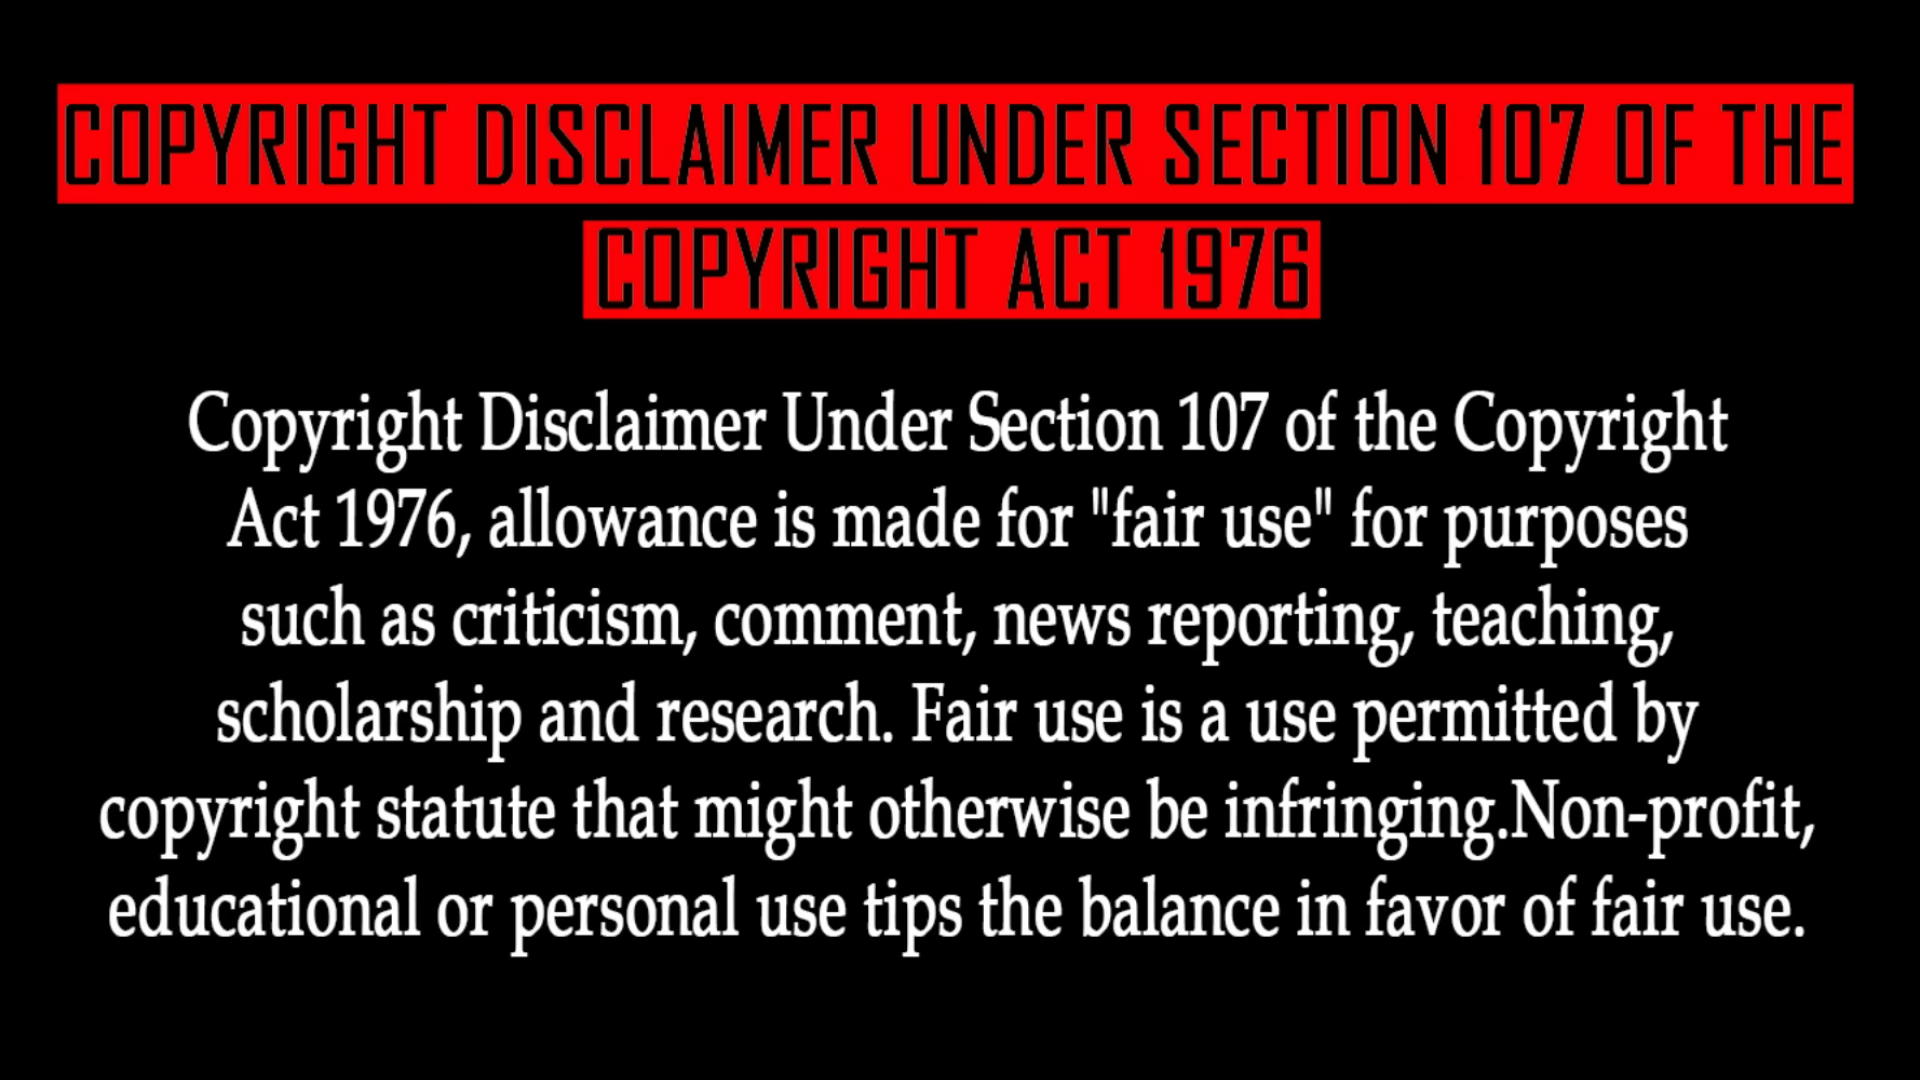 COPYRIGHT DISCLAIMER UNDER SECTION 107 OF THE
COPYRIGHT ACT 1976
Copyright Disclaimer Under Section 107 of the Copyright
Act 1976, allowance is made for "fair use" for purposes
such as criticism, comment, news reporting, teaching,
scholarship and research. Fair use is a use permitted by
copyright statute that might otherwise be infringing.Non-profit,
educational or personal use tips the balance in favor of fair use.